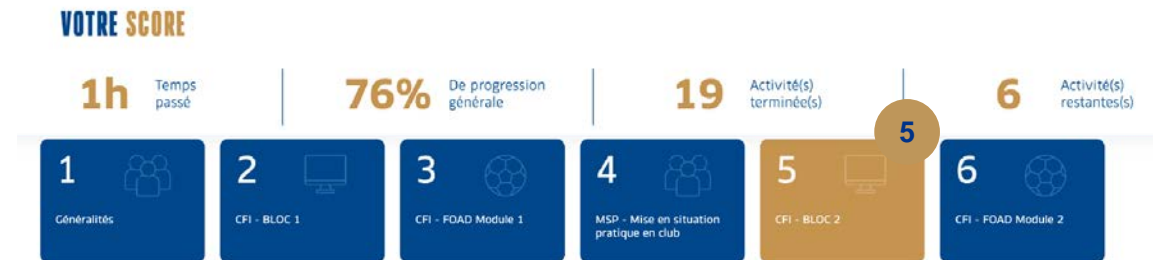 VOTRE SCORE
1h Temps passé
76% De progression générale
19 Activité(s) terminée(s)
6 Activité(s) restantes(s)
5
1
Généralités
2
CFI - BLOC 1
3
CFI - FOAD Module 1
4
MSP - Mise en situation
pratique en club
5
CFI - BLOC 2
6
CFI - FOAD Module 2